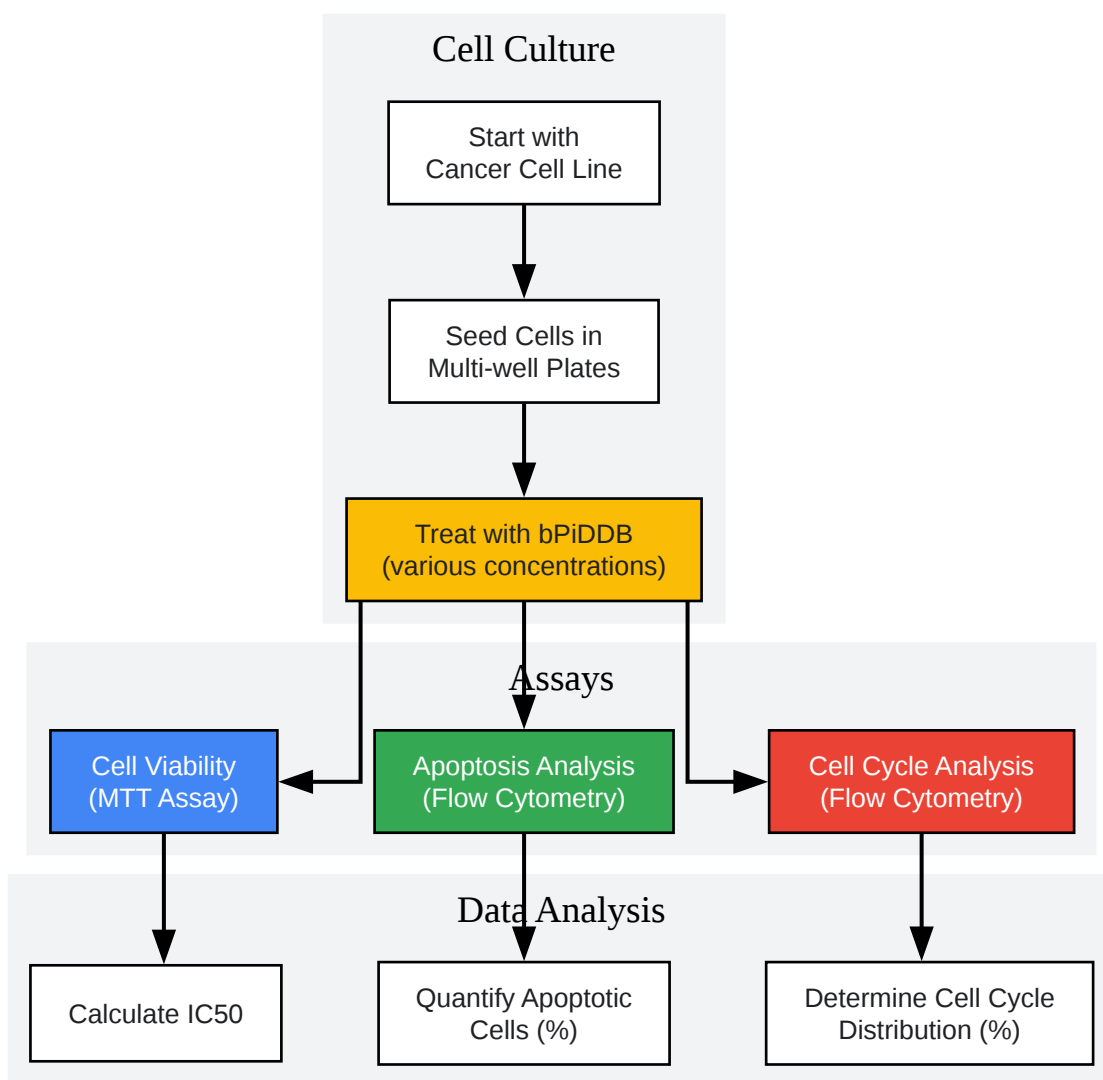 Cell Culture
Start with
Cancer Cell Line
Seed Cells in
Multi-well Plates
Treat with bPiDDB
(various concentrations)
Assays
Cell Viability
(MTT Assay)
Apoptosis Analysis
(Flow Cytometry)
Cell Cycle Analysis
(Flow Cytometry)
Data Analysis
Calculate IC50
Quantify Apoptotic
Cells (%)
Determine Cell Cycle
Distribution (%)